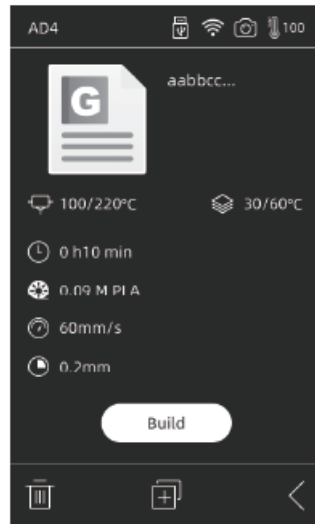 AD4 100
G
aabbcc...
100/220°C 30/60°C
0 h10 min
0.09 M PLA
60mm/s
0.2mm
Build